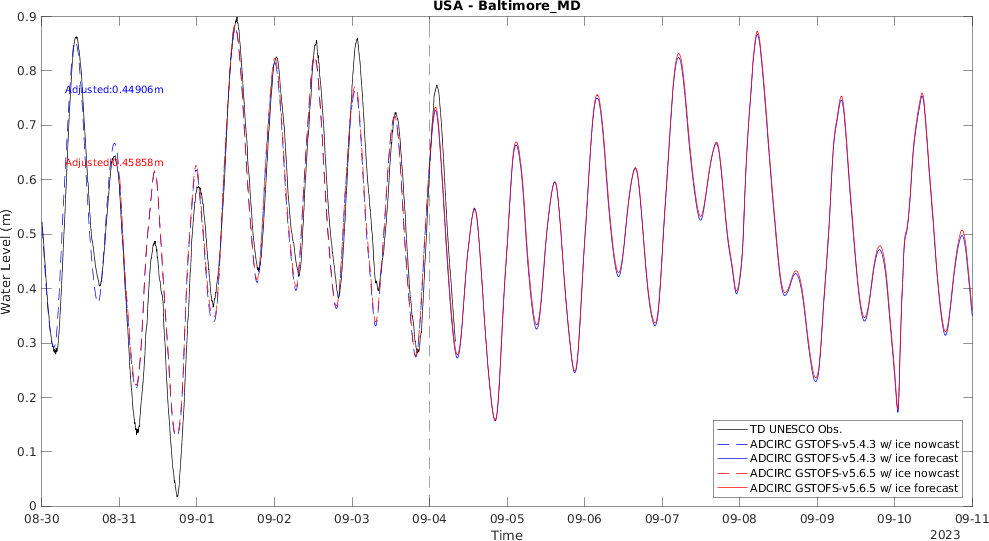 USA - Baltimore_MD
0.9
0.8
0.7
0.6
0.5
0.4
0.3
0.2
0.1
0
Water Level (m)
Adjusted:0.44906m
Adjusted:0.45858m
TD UNESCO Obs.
ADCIRC GSTOFS-v5.4.3 w/ ice nowcast
ADCIRC GSTOFS-v5.4.3 w/ ice forecast
ADCIRC GSTOFS-v5.6.5 w/ ice nowcast
ADCIRC GSTOFS-v5.6.5 w/ ice forecast
08-30 08-31 09-01 09-02 09-03 09-04 09-05 09-06 09-07 09-08 09-09 09-10 09-11
Time
2023